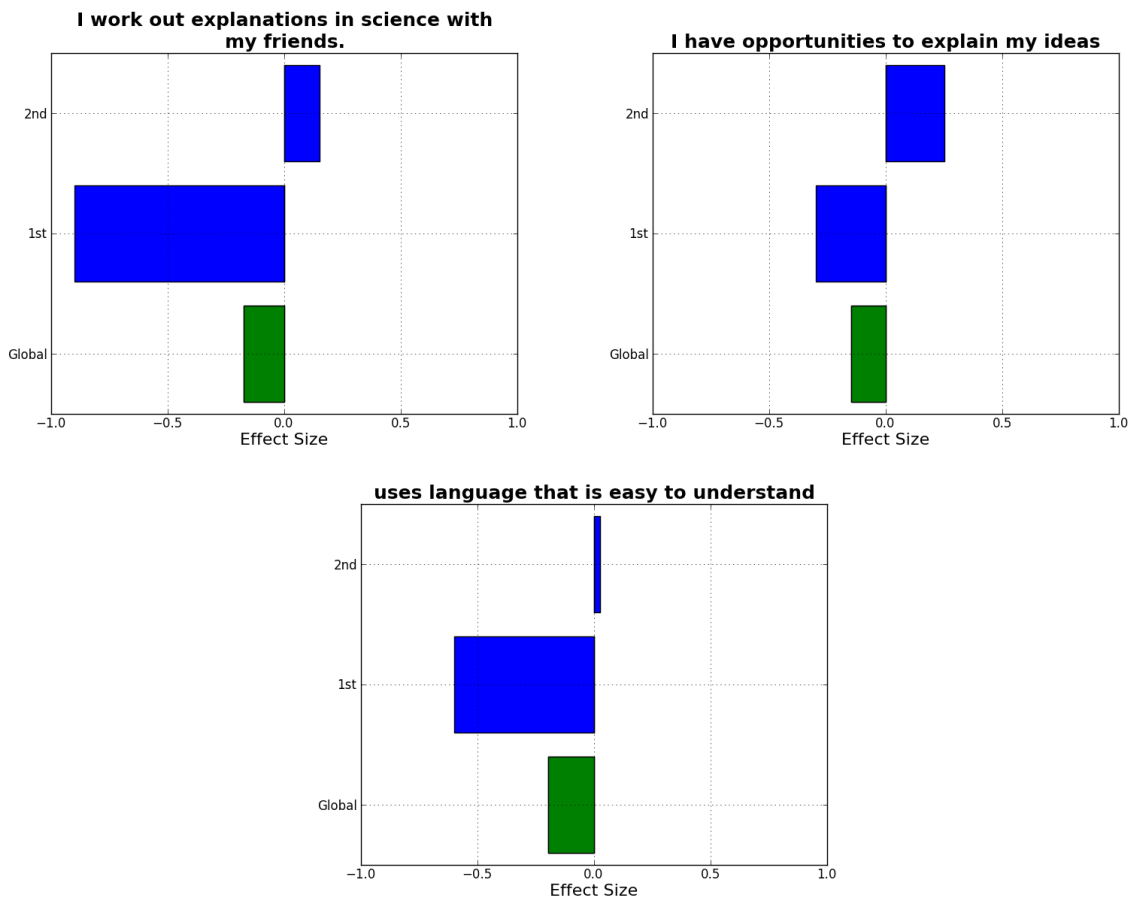 I work out explanations in science with
my friends.
2nd
1st
Global
−1.0 −0.5 0.0 0.5 1.0
Effect Size
I have opportunities to explain my ideas
2nd
1st
Global
−1.0 −0.5 0.0 0.5 1.0
Effect Size
uses language that is easy to understand
2nd
1st
Global
−1.0 −0.5 0.0 0.5 1.0
Effect Size